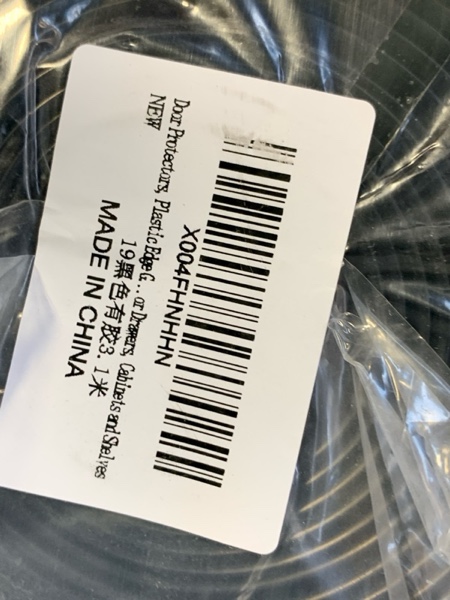 X004FHNHHN
Door Protectors, Plastic Edge G... or Drawers, Cabinets and Shelves
NEW
19黑色有胶3.1米
MADE IN CHINA